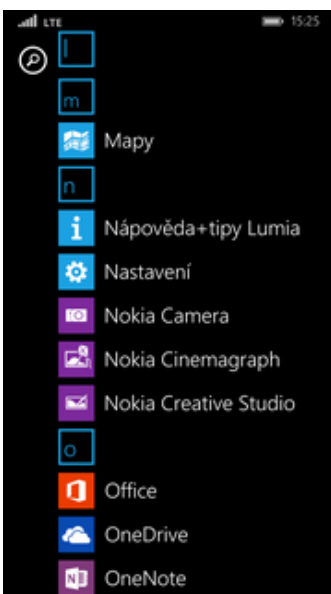 LTE 15:25
l
m
Mapy
n
Nápověda+tipy Lumia
Nastavení
Nokia Camera
Nokia Cinemagraph
Nokia Creative Studio
o
Office
OneDrive
N OneNote